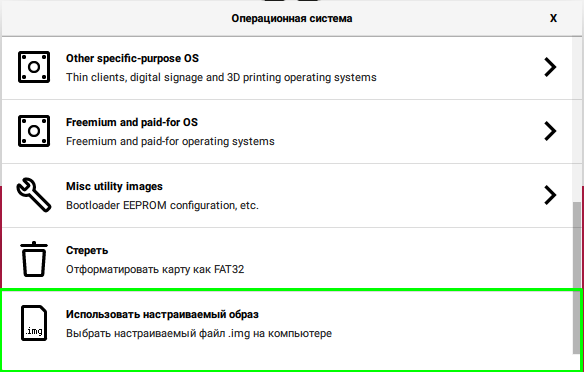 Операционная система
X
Other specific-purpose OS
Thin clients, digital signage and 3D printing operating systems
Freemium and paid-for OS
Freemium and paid-for operating systems
Misc utility images
Bootloader EEPROM configuration, etc.
Стереть
Отформатировать карту как FAT32
Использовать настраиваемый образ
.img
Выбрать настраиваемый файл .img на компьютере